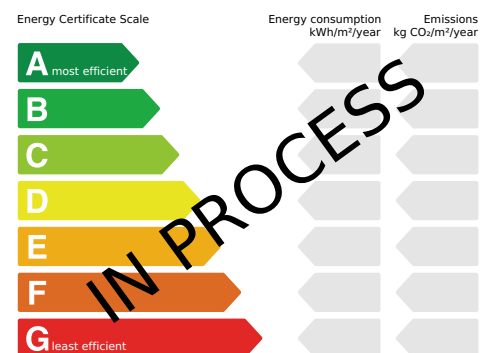 Energy Certificate Scale
Energy consumption
kWh/m²/year
Emissions
kg CO₂/m²/year
A most efficient
B
C
D
E
F
G least efficient
IN PROCESS